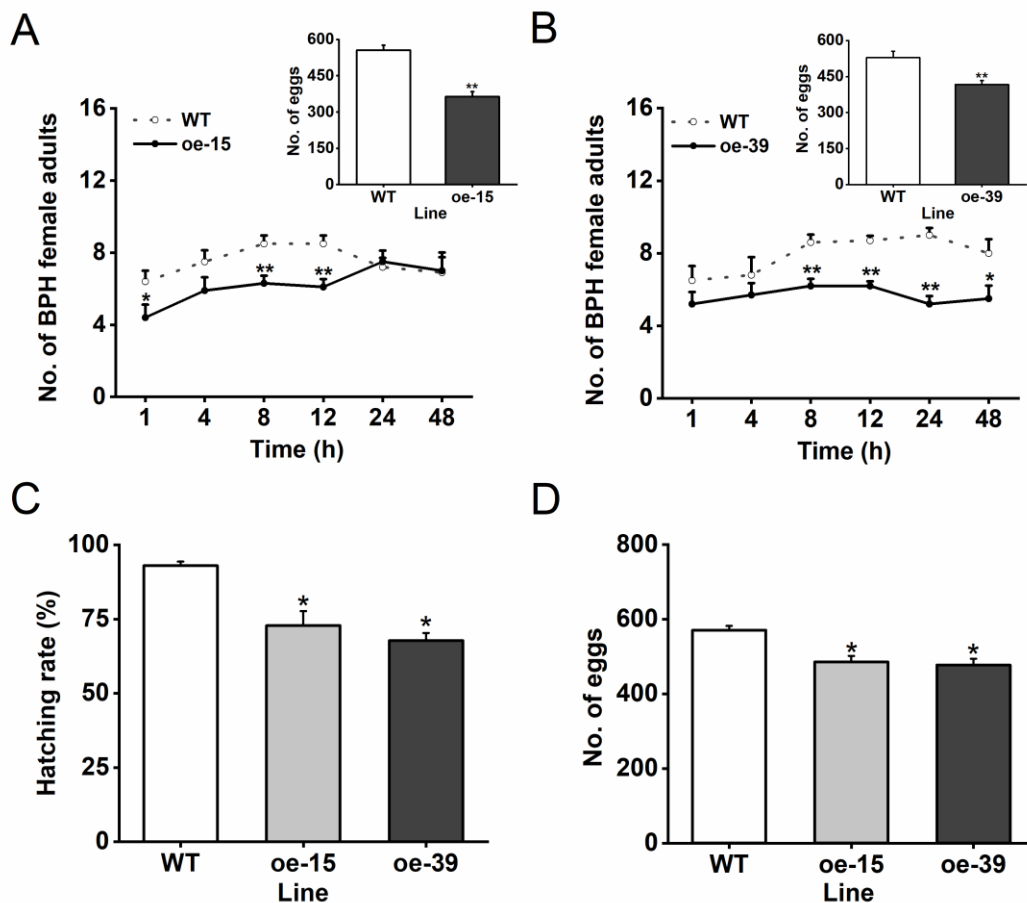 A
600
450
300
150
0
No. of eggs
**
WT
oe-15
Line
16
12
8
4
0
No. of BPH female adults
WT
oe-15
*
**
**
1
4
8
12
24
48
Time (h)
B
600
450
300
150
0
No. of eggs
**
WT
oe-39
Line
16
12
8
4
0
No. of BPH female adults
WT
oe-39
**
**
**
*
1
4
8
12
24
48
Time (h)
C
100
75
50
25
0
Hatching rate (%)
*
*
WT
oe-15
oe-39
Line
D
800
600
400
200
0
No. of eggs
*
*
WT
oe-15
oe-39
Line